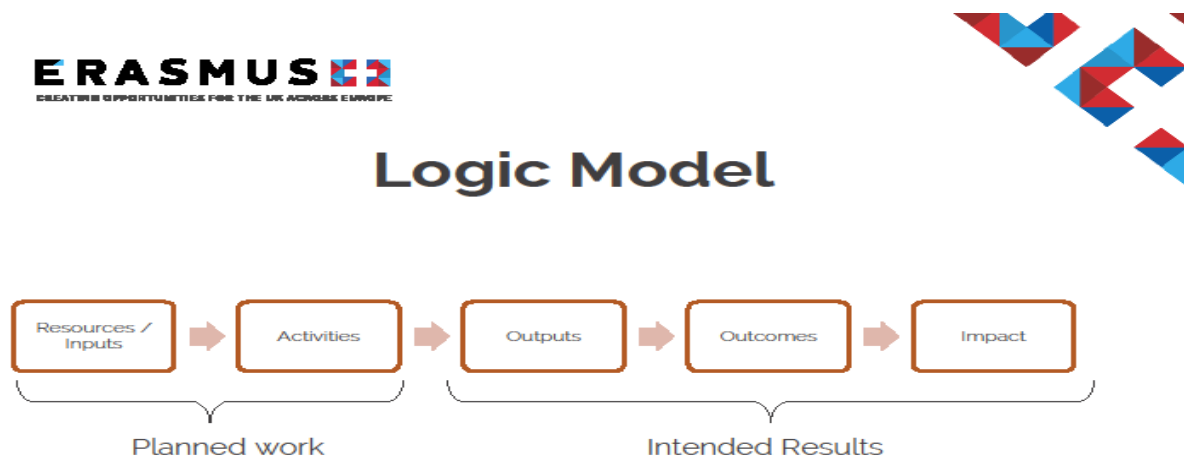 ERASMUS
CREATING OPPORTUNITIES FOR THE UK ACROSS EUROPE
Logic Model
Resources /
Inputs
Activities
Outputs
Outcomes
Impact
Planned work
Intended Results